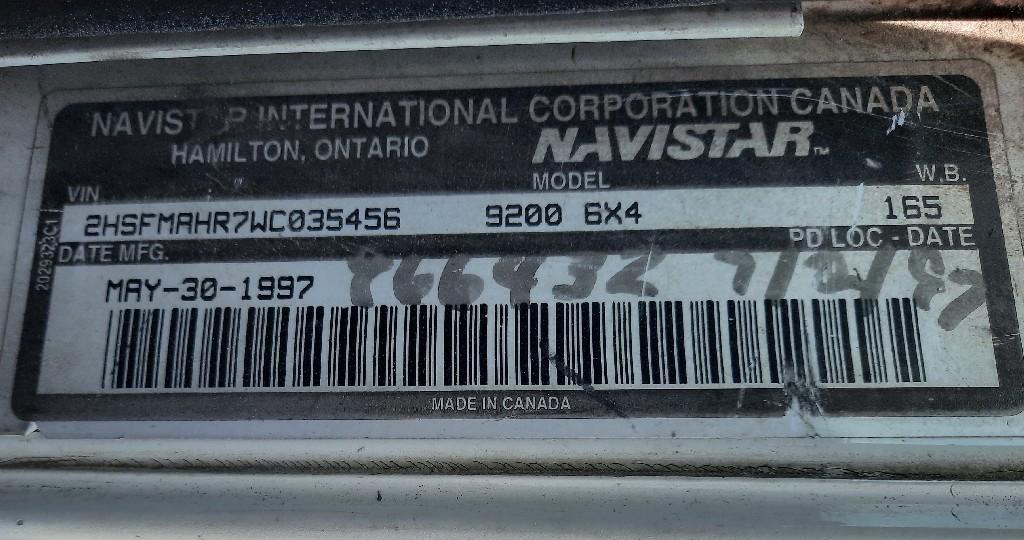 NAVISTAR INTERNATIONAL CORPORATION CANADA
HAMILTON, ONTARIO NAVISTAR™
VIN MODEL W.B.
2HSFMAHR7WC035456 9200 6X4 165
DATE MFG. PD LOC - DATE
MAY-30-1997
MADE IN CANADA